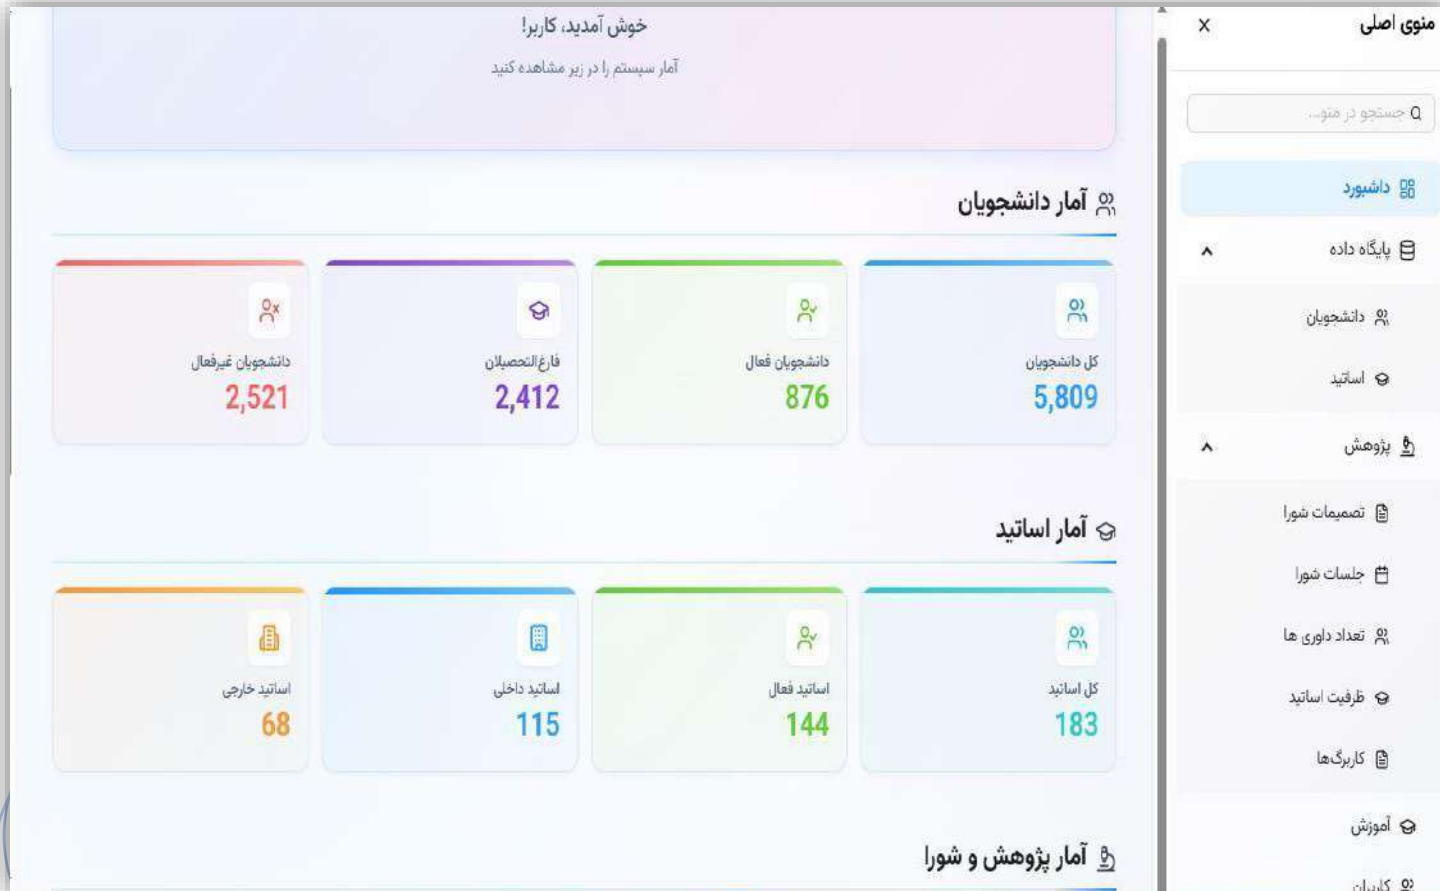 منوی اصلی
جستجو در منو...
داشبورد
پایگاه داده
دانشجویان
اساتید
پژوهش
تصمیمات شورا
جلسات شورا
تعداد داوری ها
ظرفیت اساتید
کاربرگ‌ها
آموزش
کاربران
خوش آمدید، کاربر!
آمار سیستم را در زیر مشاهده کنید
آمار دانشجویان
کل دانشجویان
5,809
دانشجویان فعال
876
فارغ‌التحصیلان
2,412
دانشجویان غیرفعال
2,521
آمار اساتید
کل اساتید
183
اساتید فعال
144
اساتید داخلی
115
اساتید خارجی
68
آمار پژوهش و شورا